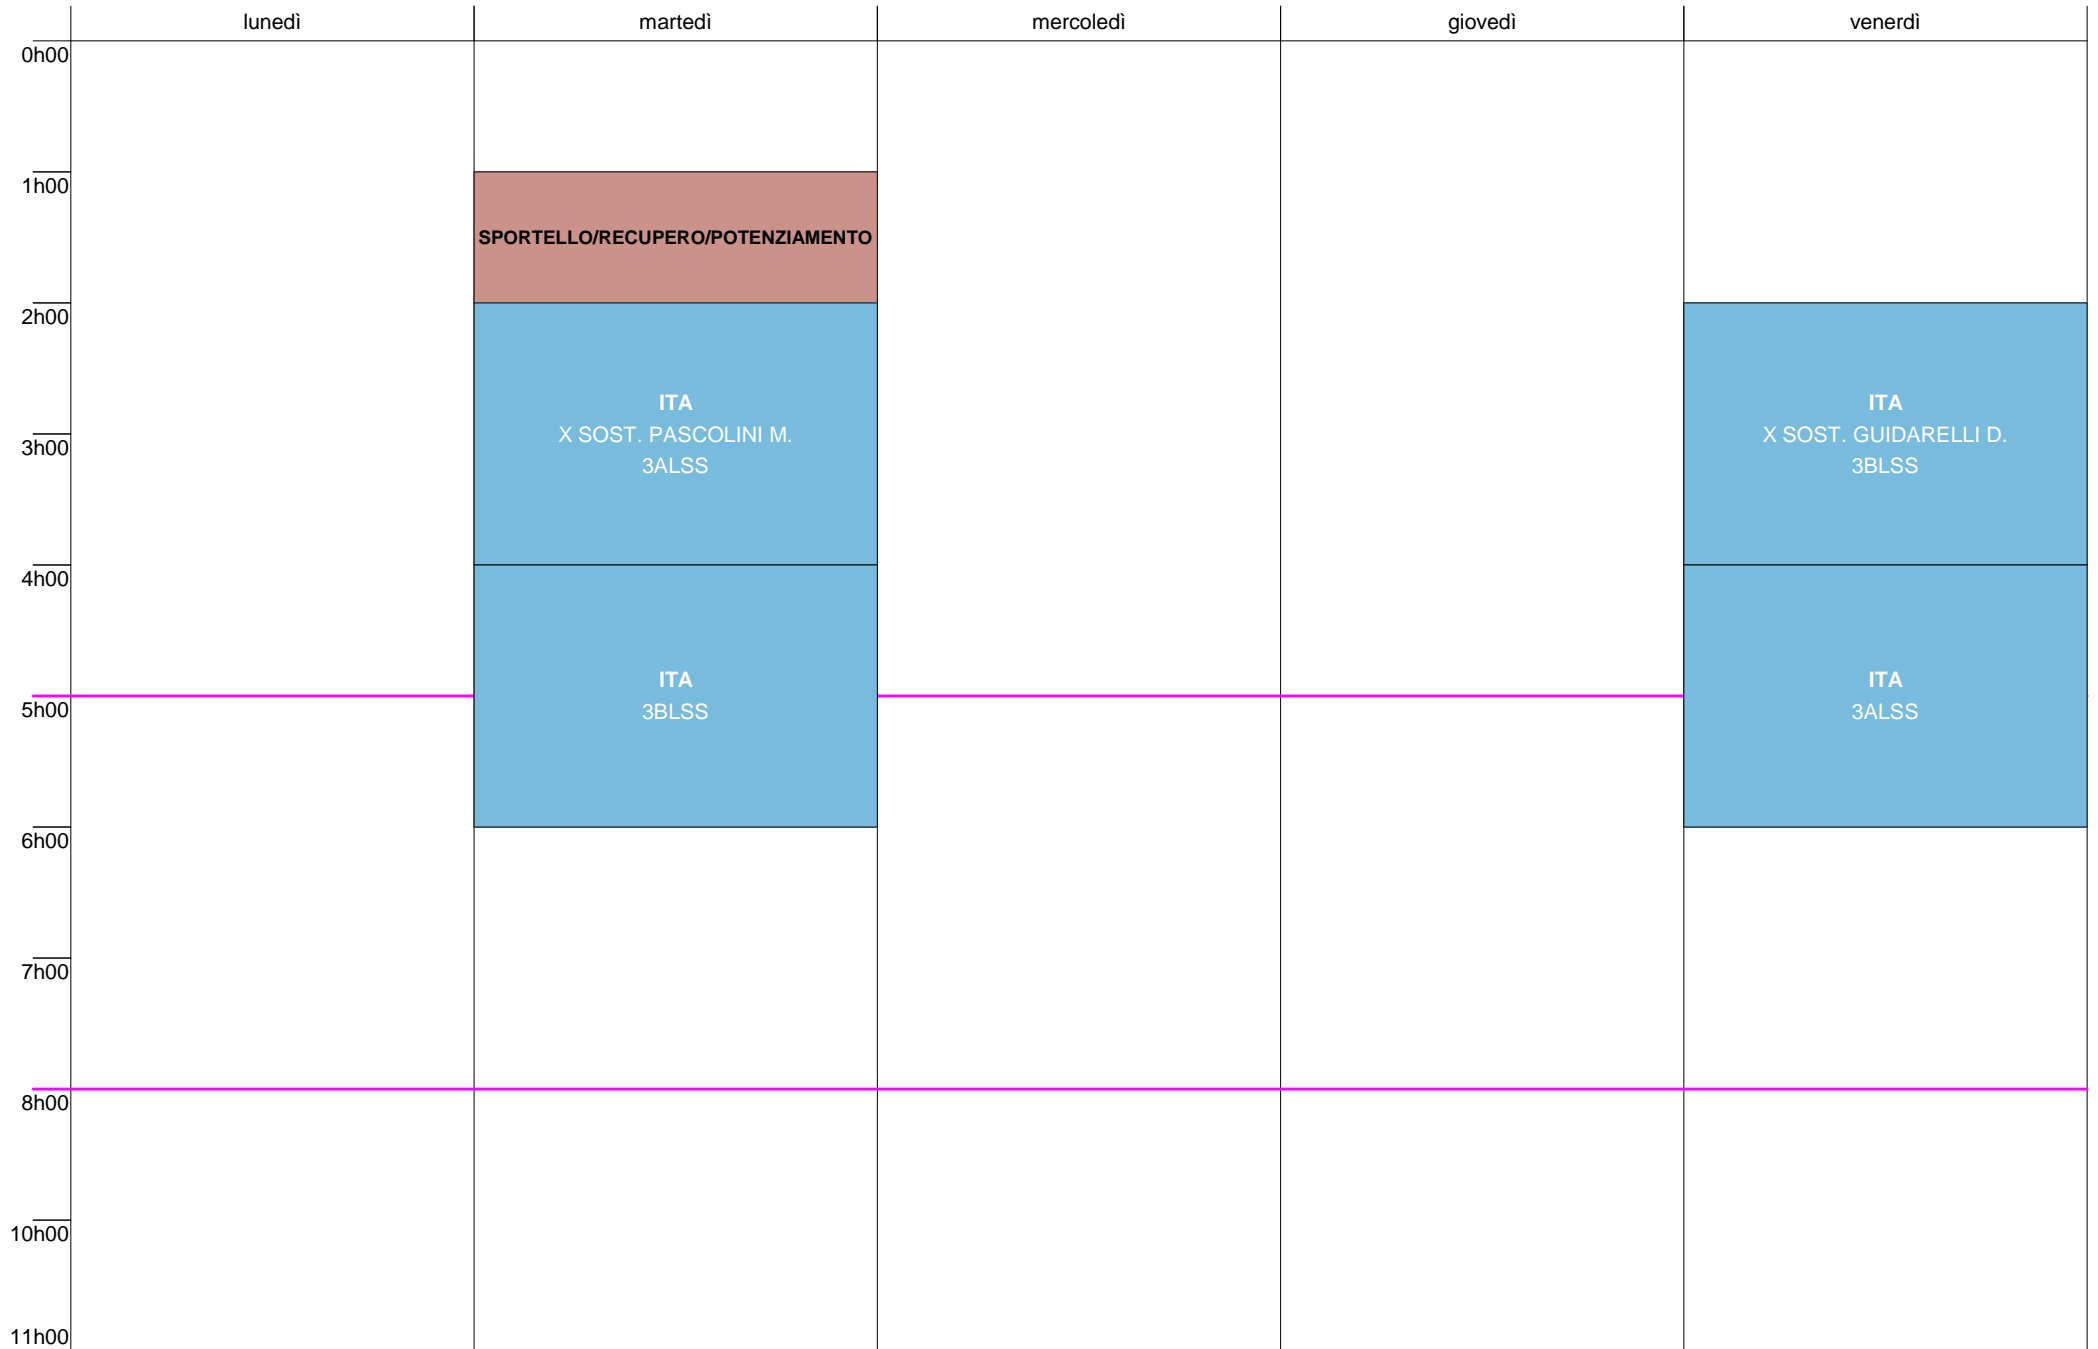 lunedì
martedì
mercoledì
giovedì
venerdì
0h00
1h00
SPORTELLO/RECUPERO/POTENZIAMENTO
2h00
ITA
X SOST. PASCOLINI M.
3ALSS
ITA
X SOST. GUIDARELLI D.
3BLSS
3h00
4h00
ITA
3BLSS
ITA
3ALSS
5h00
6h00
7h00
8h00
10h00
11h00